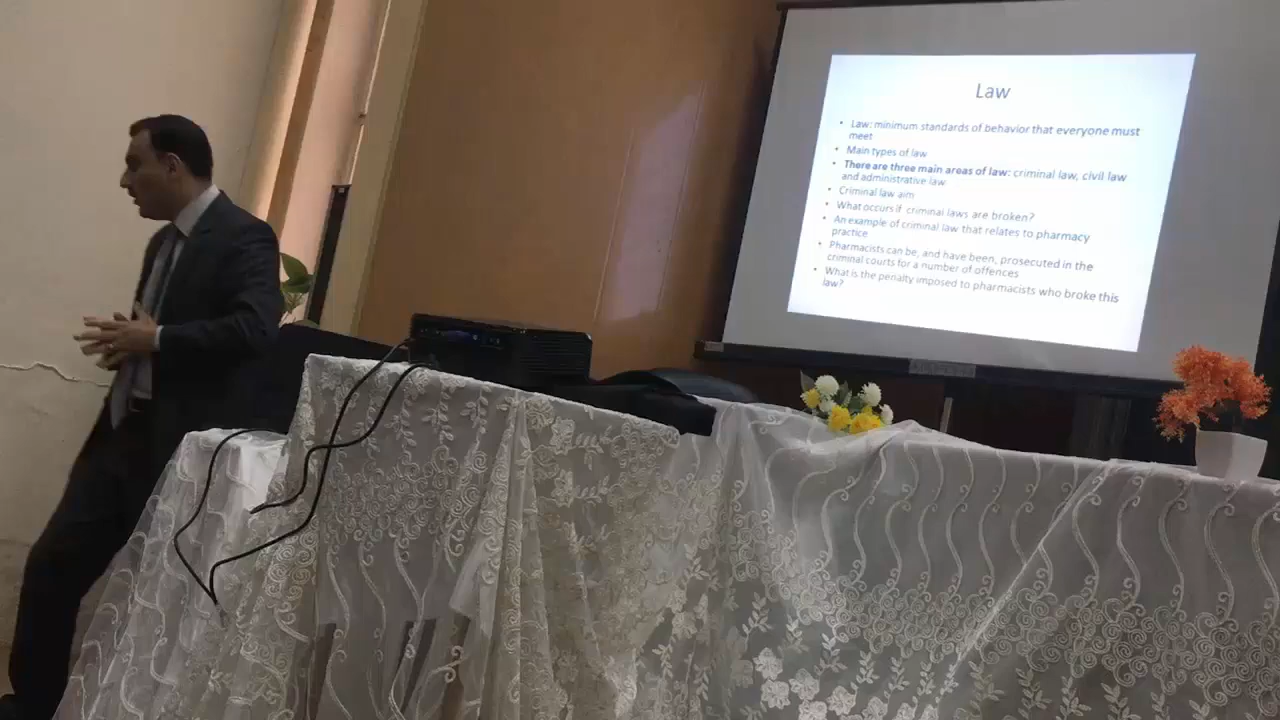 Law
• Law: minimum standards of behavior that everyone must
meet
• Main types of law
• There are three main areas of law: criminal law, civil law
and administrative law
• Criminal law aim
• What occurs if criminal laws are broken?
• An example of criminal law that relates to pharmacy
practice
• Pharmacists can be, and have been, prosecuted in the
criminal courts for a number of offences
• What is the penalty imposed to pharmacists who broke this
law?